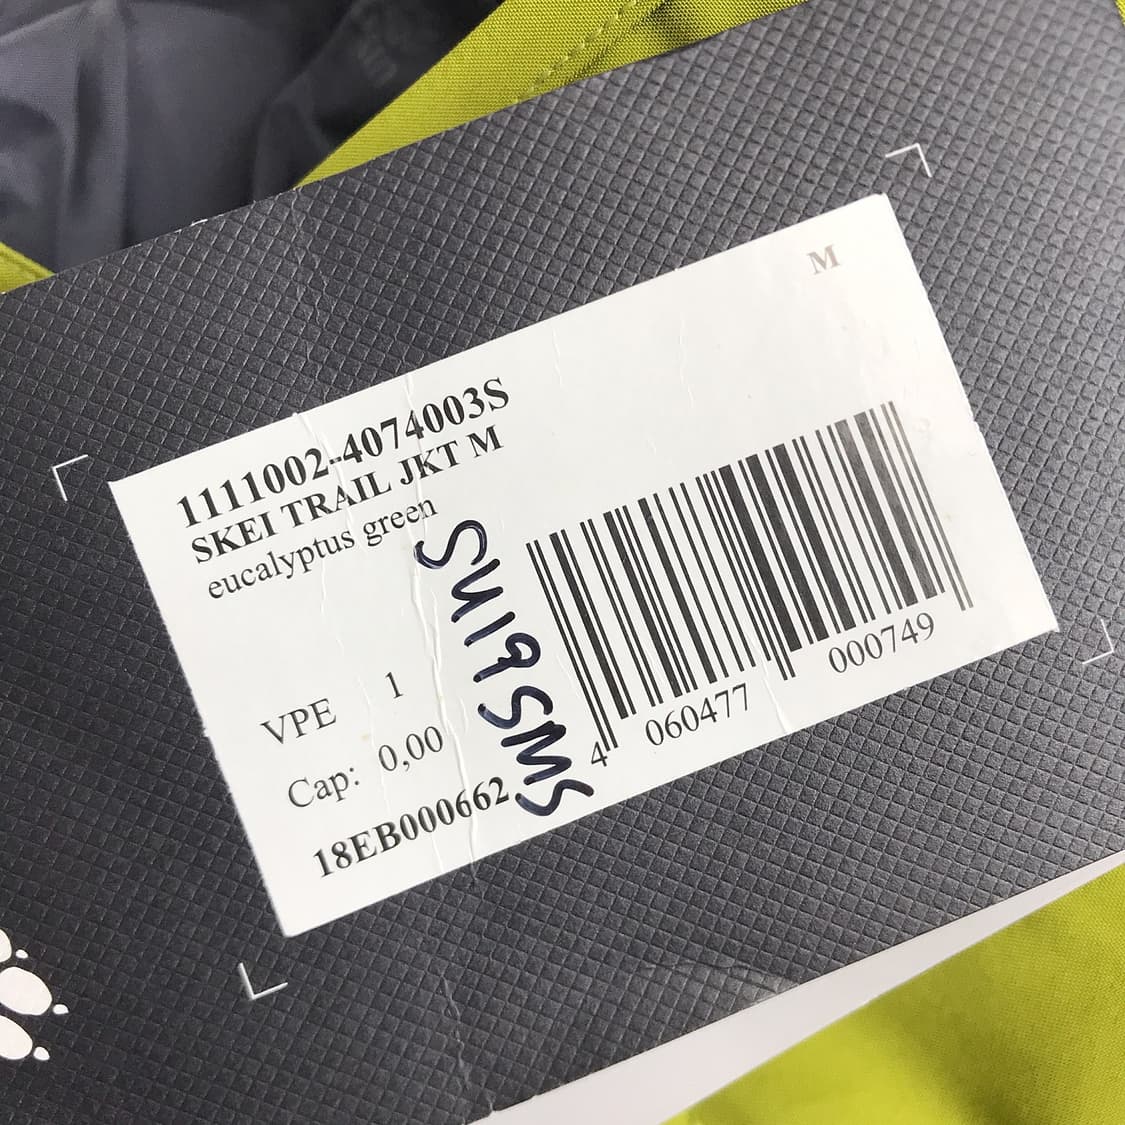 M
1111002-4074003S
SKEI TRAIL JKT M
eucalyptus green
VPE 1
Cap: 0,00
18EB000662
SU19SMS
4 060477 000749